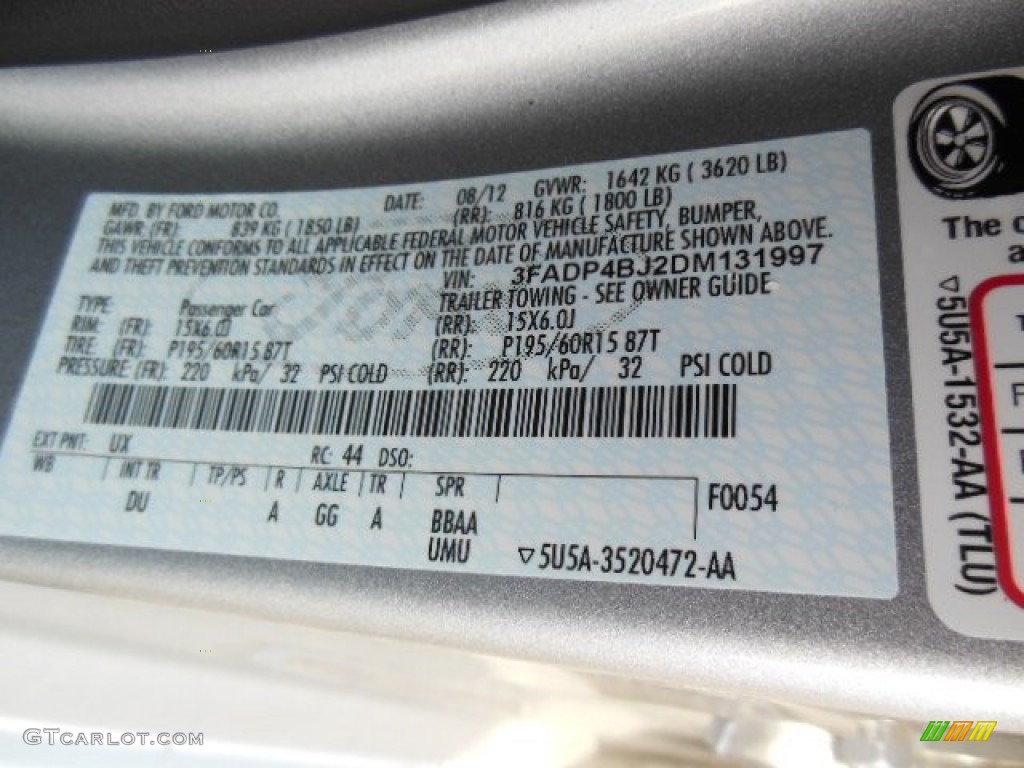 MFD. BY FORD MOTOR CO. DATE: 08/12 GVWR: 1642 KG ( 3620 LB)
GAWR: (FR): 839 KG ( 1850 LB) (RR): 816 KG ( 1800 LB)
THIS VEHICLE CONFORMS TO ALL APPLICABLE FEDERAL MOTOR VEHICLE SAFETY, BUMPER,
AND THEFT PREVENTION STANDARDS IN EFFECT ON THE DATE OF MANUFACTURE SHOWN ABOVE.
VIN: 3FADP4BJ2DM131997
TYPE: Passenger Car TRAILER TOWING - SEE OWNER GUIDE
RIM: (FR): 15X6.0J (RR): 15X6.0J
TIRE: (FR): P195/60R15 87T (RR): P195/60R15 87T
PRESSURE: (FR): 220 kPa/ 32 PSI COLD (RR): 220 kPa/ 32 PSI COLD
EXT PNT: UX RC: 44 DSO:
WB INT TR TP/PS R AXLE TR SPR F0054
DU A GG A BBAA
UMU ▽5U5A-3520472-AA
The
▽5U5A-1532-AA (TLU)
GTCARLOT.COM